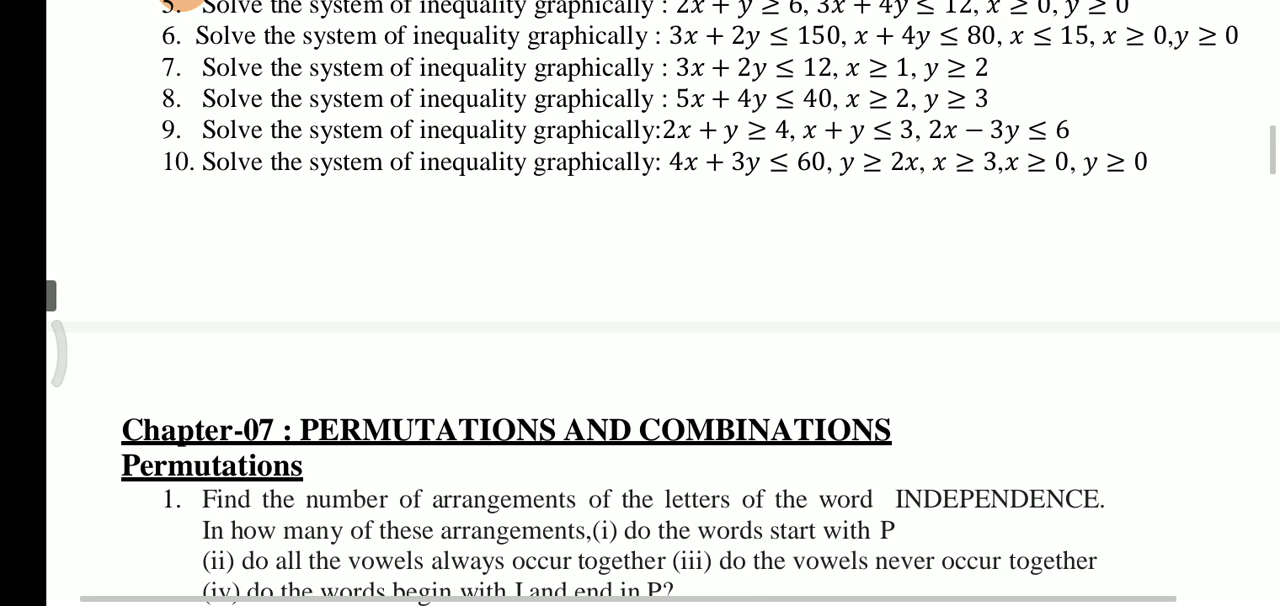 5. Solve the system of inequality graphically : 2x + y ≥ 6, 3x + 4y ≤ 12, x ≥ 0, y ≥ 0
6. Solve the system of inequality graphically : 3x + 2y ≤ 150, x + 4y ≤ 80, x ≤ 15, x ≥ 0,y ≥ 0
7. Solve the system of inequality graphically : 3x + 2y ≤ 12, x ≥ 1, y ≥ 2
8. Solve the system of inequality graphically : 5x + 4y ≤ 40, x ≥ 2, y ≥ 3
9. Solve the system of inequality graphically:2x + y ≥ 4, x + y ≤ 3, 2x − 3y ≤ 6
10. Solve the system of inequality graphically: 4x + 3y ≤ 60, y ≥ 2x, x ≥ 3,x ≥ 0, y ≥ 0
Chapter-07 : PERMUTATIONS AND COMBINATIONS
Permutations
1. Find the number of arrangements of the letters of the word INDEPENDENCE.
In how many of these arrangements,(i) do the words start with P
(ii) do all the vowels always occur together (iii) do the vowels never occur together
(iv) do the words begin with I and end in P?